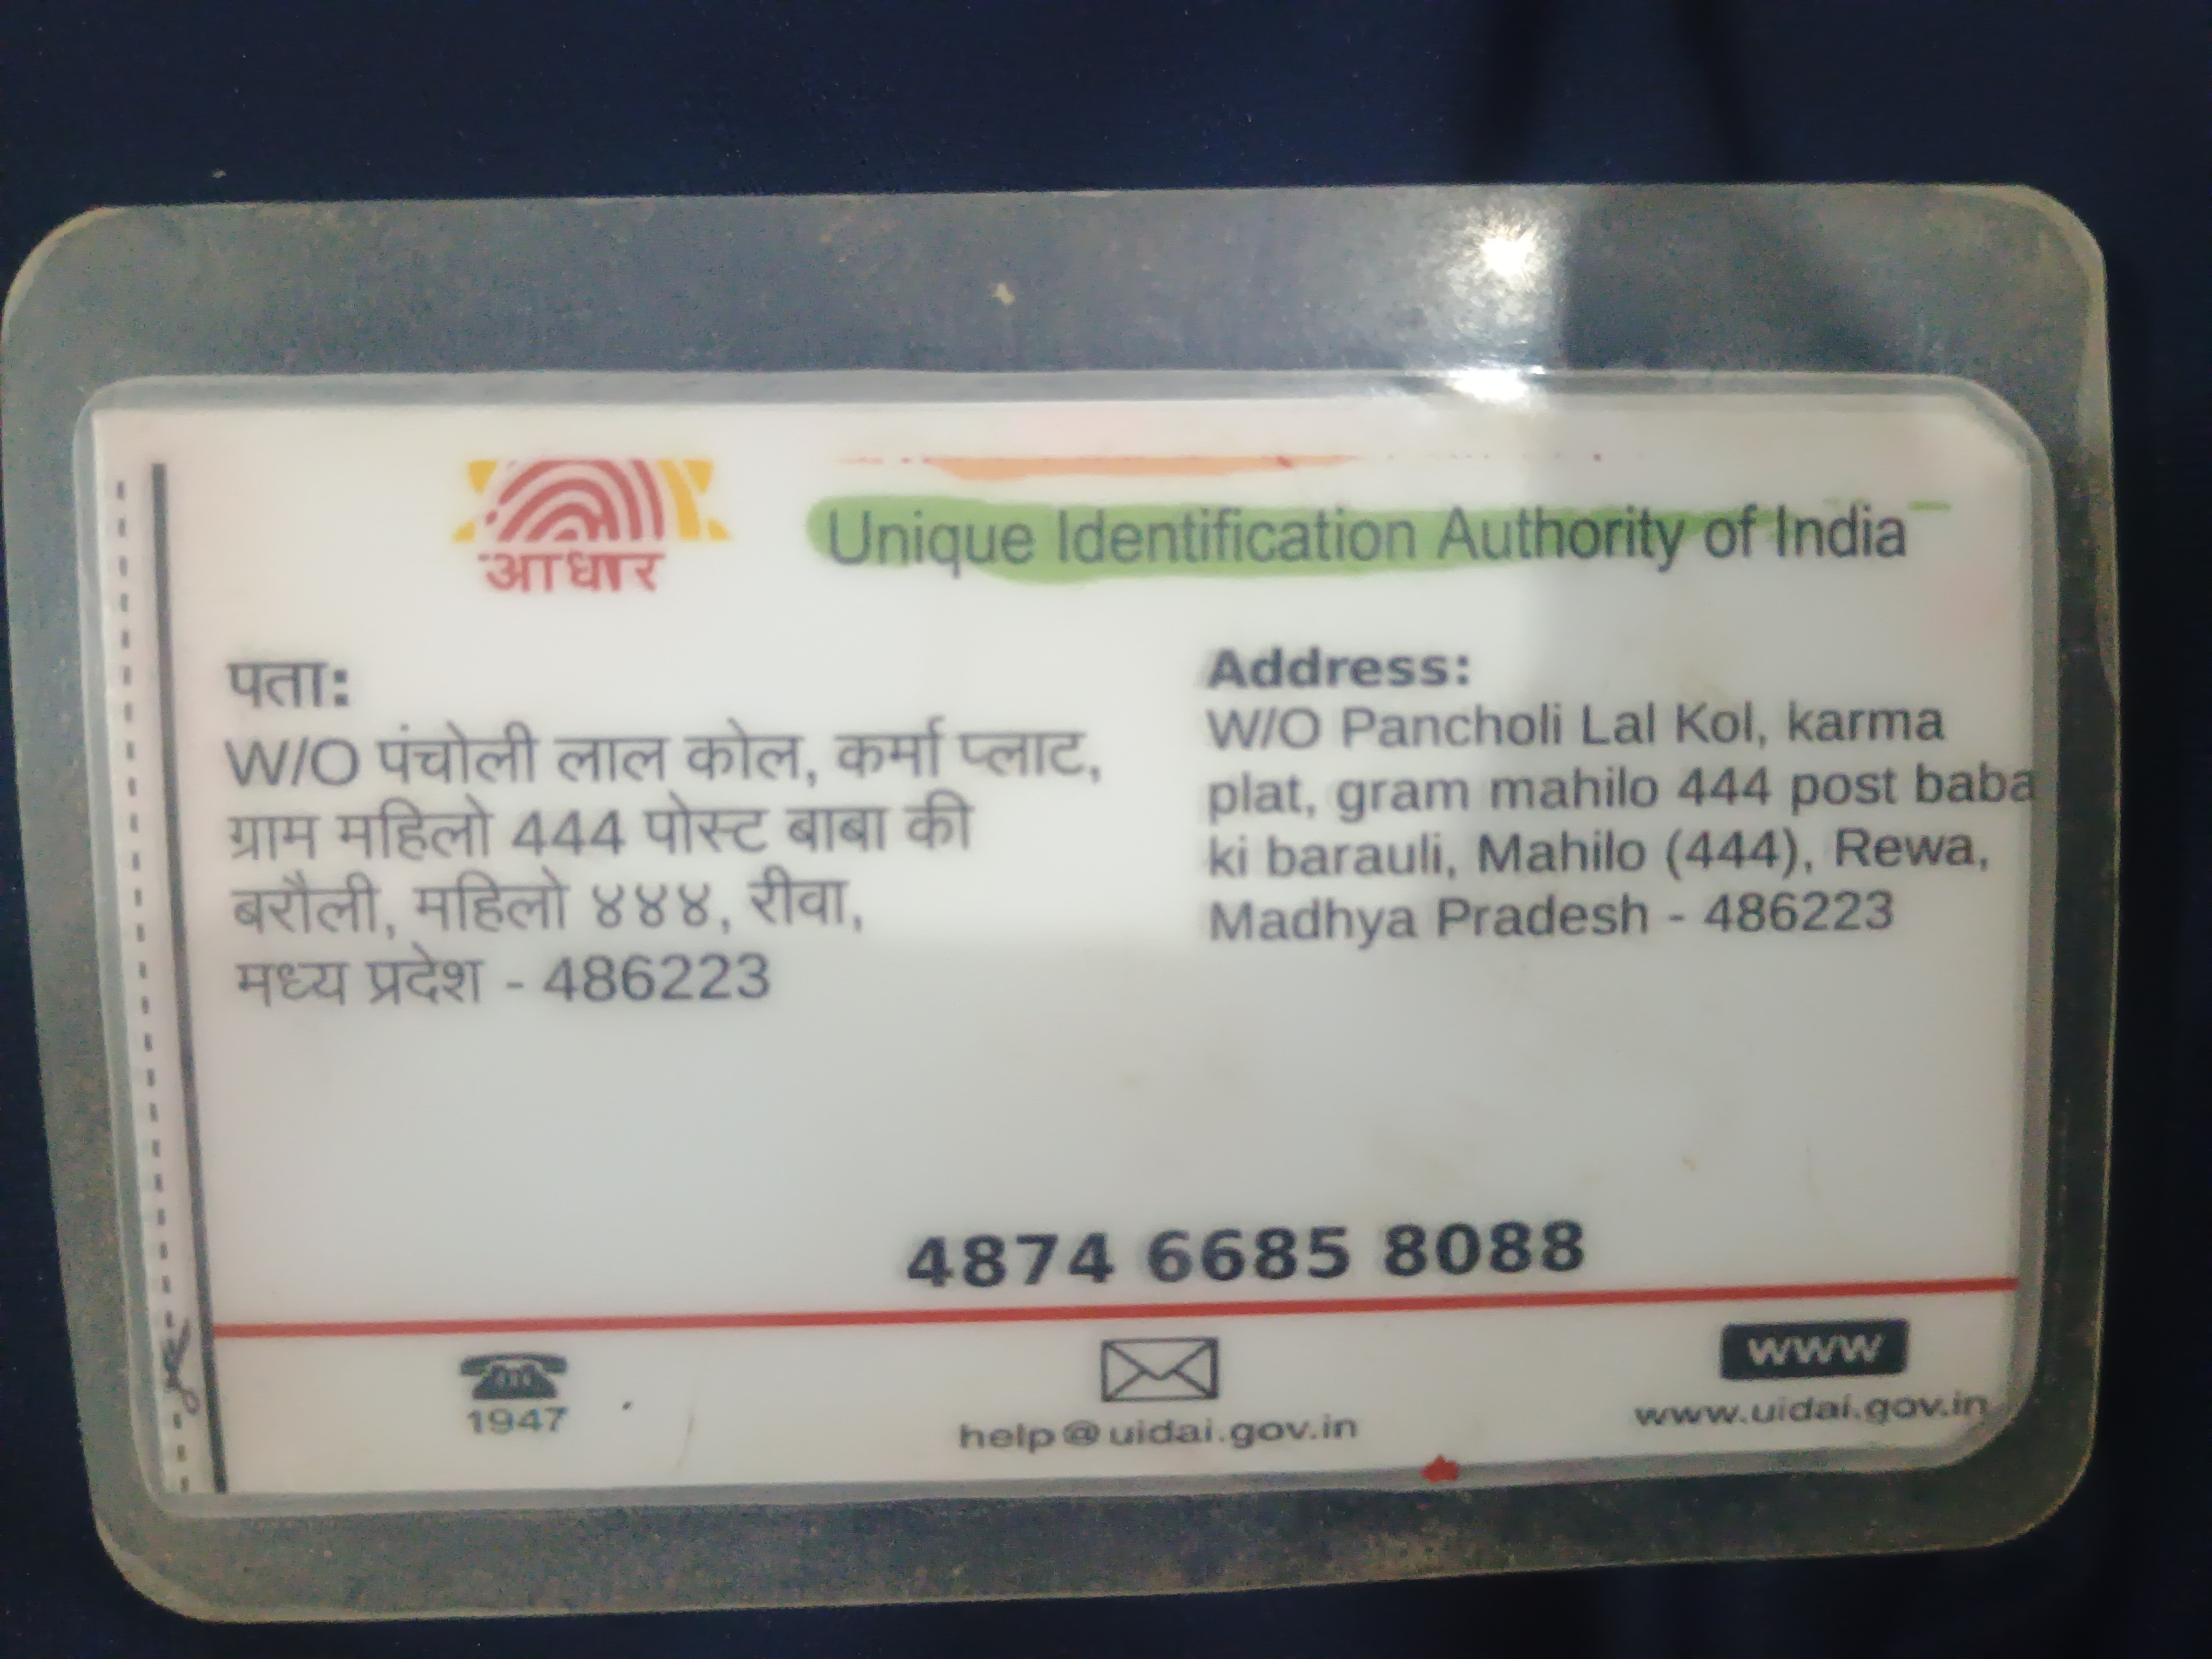 आधार
Unique Identification Authority of India
पता:
W/O पंचोली लाल कोल, कर्मा प्लाट,
ग्राम महिलो 444 पोस्ट बाबा की
बरौली, महिलो ४४४, रीवा,
मध्य प्रदेश - 486223
Address:
W/O Pancholi Lal Kol, karma
plat, gram mahilo 444 post baba
ki barauli, Mahilo (444), Rewa,
Madhya Pradesh - 486223
4874 6685 8088
1947
help@uidai.gov.in
www
www.uidai.gov.in